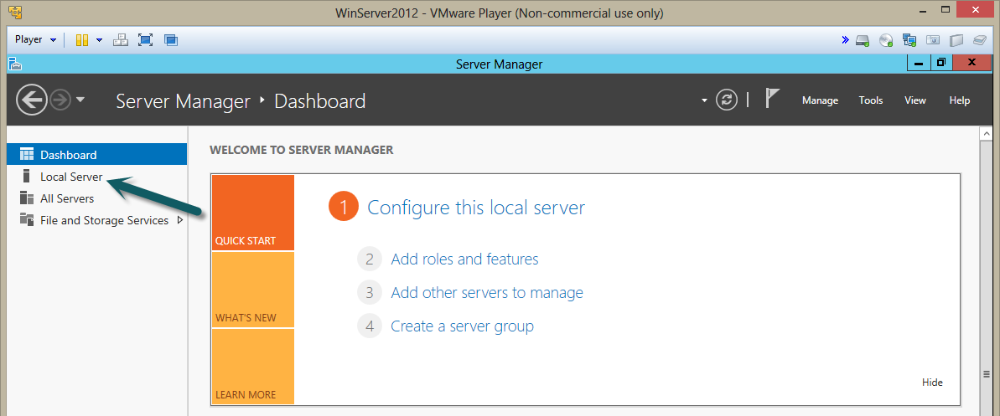 WinServer2012 - VMware Player (Non-commercial use only)
Player
Server Manager
Server Manager Dashboard
Manage Tools View Help
Dashboard
Local Server
All Servers
File and Storage Services
WELCOME TO SERVER MANAGER
QUICK START
WHAT'S NEW
LEARN MORE
1 Configure this local server
2 Add roles and features
3 Add other servers to manage
4 Create a server group
Hide